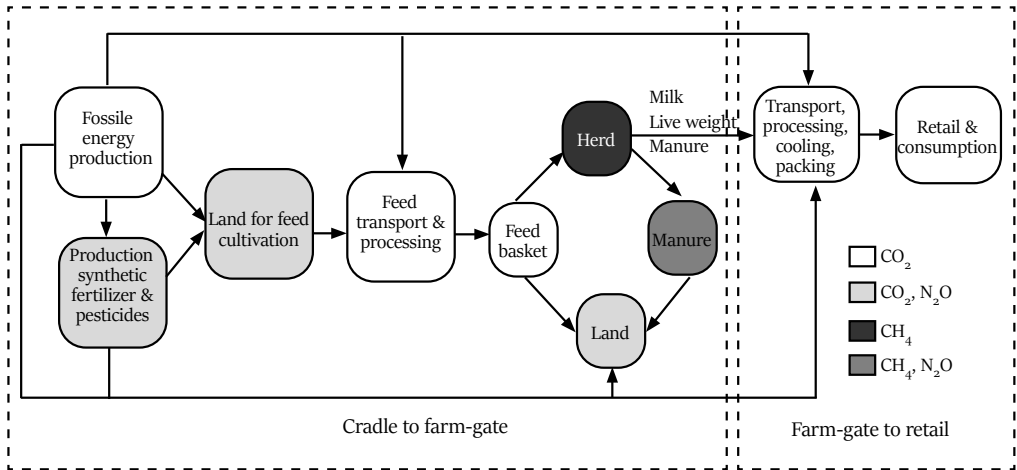 Fossile
energy
production
Production
synthetic
fertilizer &
pesticides
Land for feed
cultivation
Feed
transport &
processing
Feed
basket
Herd
Manure
Land
Milk
Live weight
Manure
Transport,
processing,
cooling,
packing
Retail &
consumption
CO₂
CO₂, N₂O
CH₄
CH₄, N₂O
Cradle to farm-gate
Farm-gate to retail